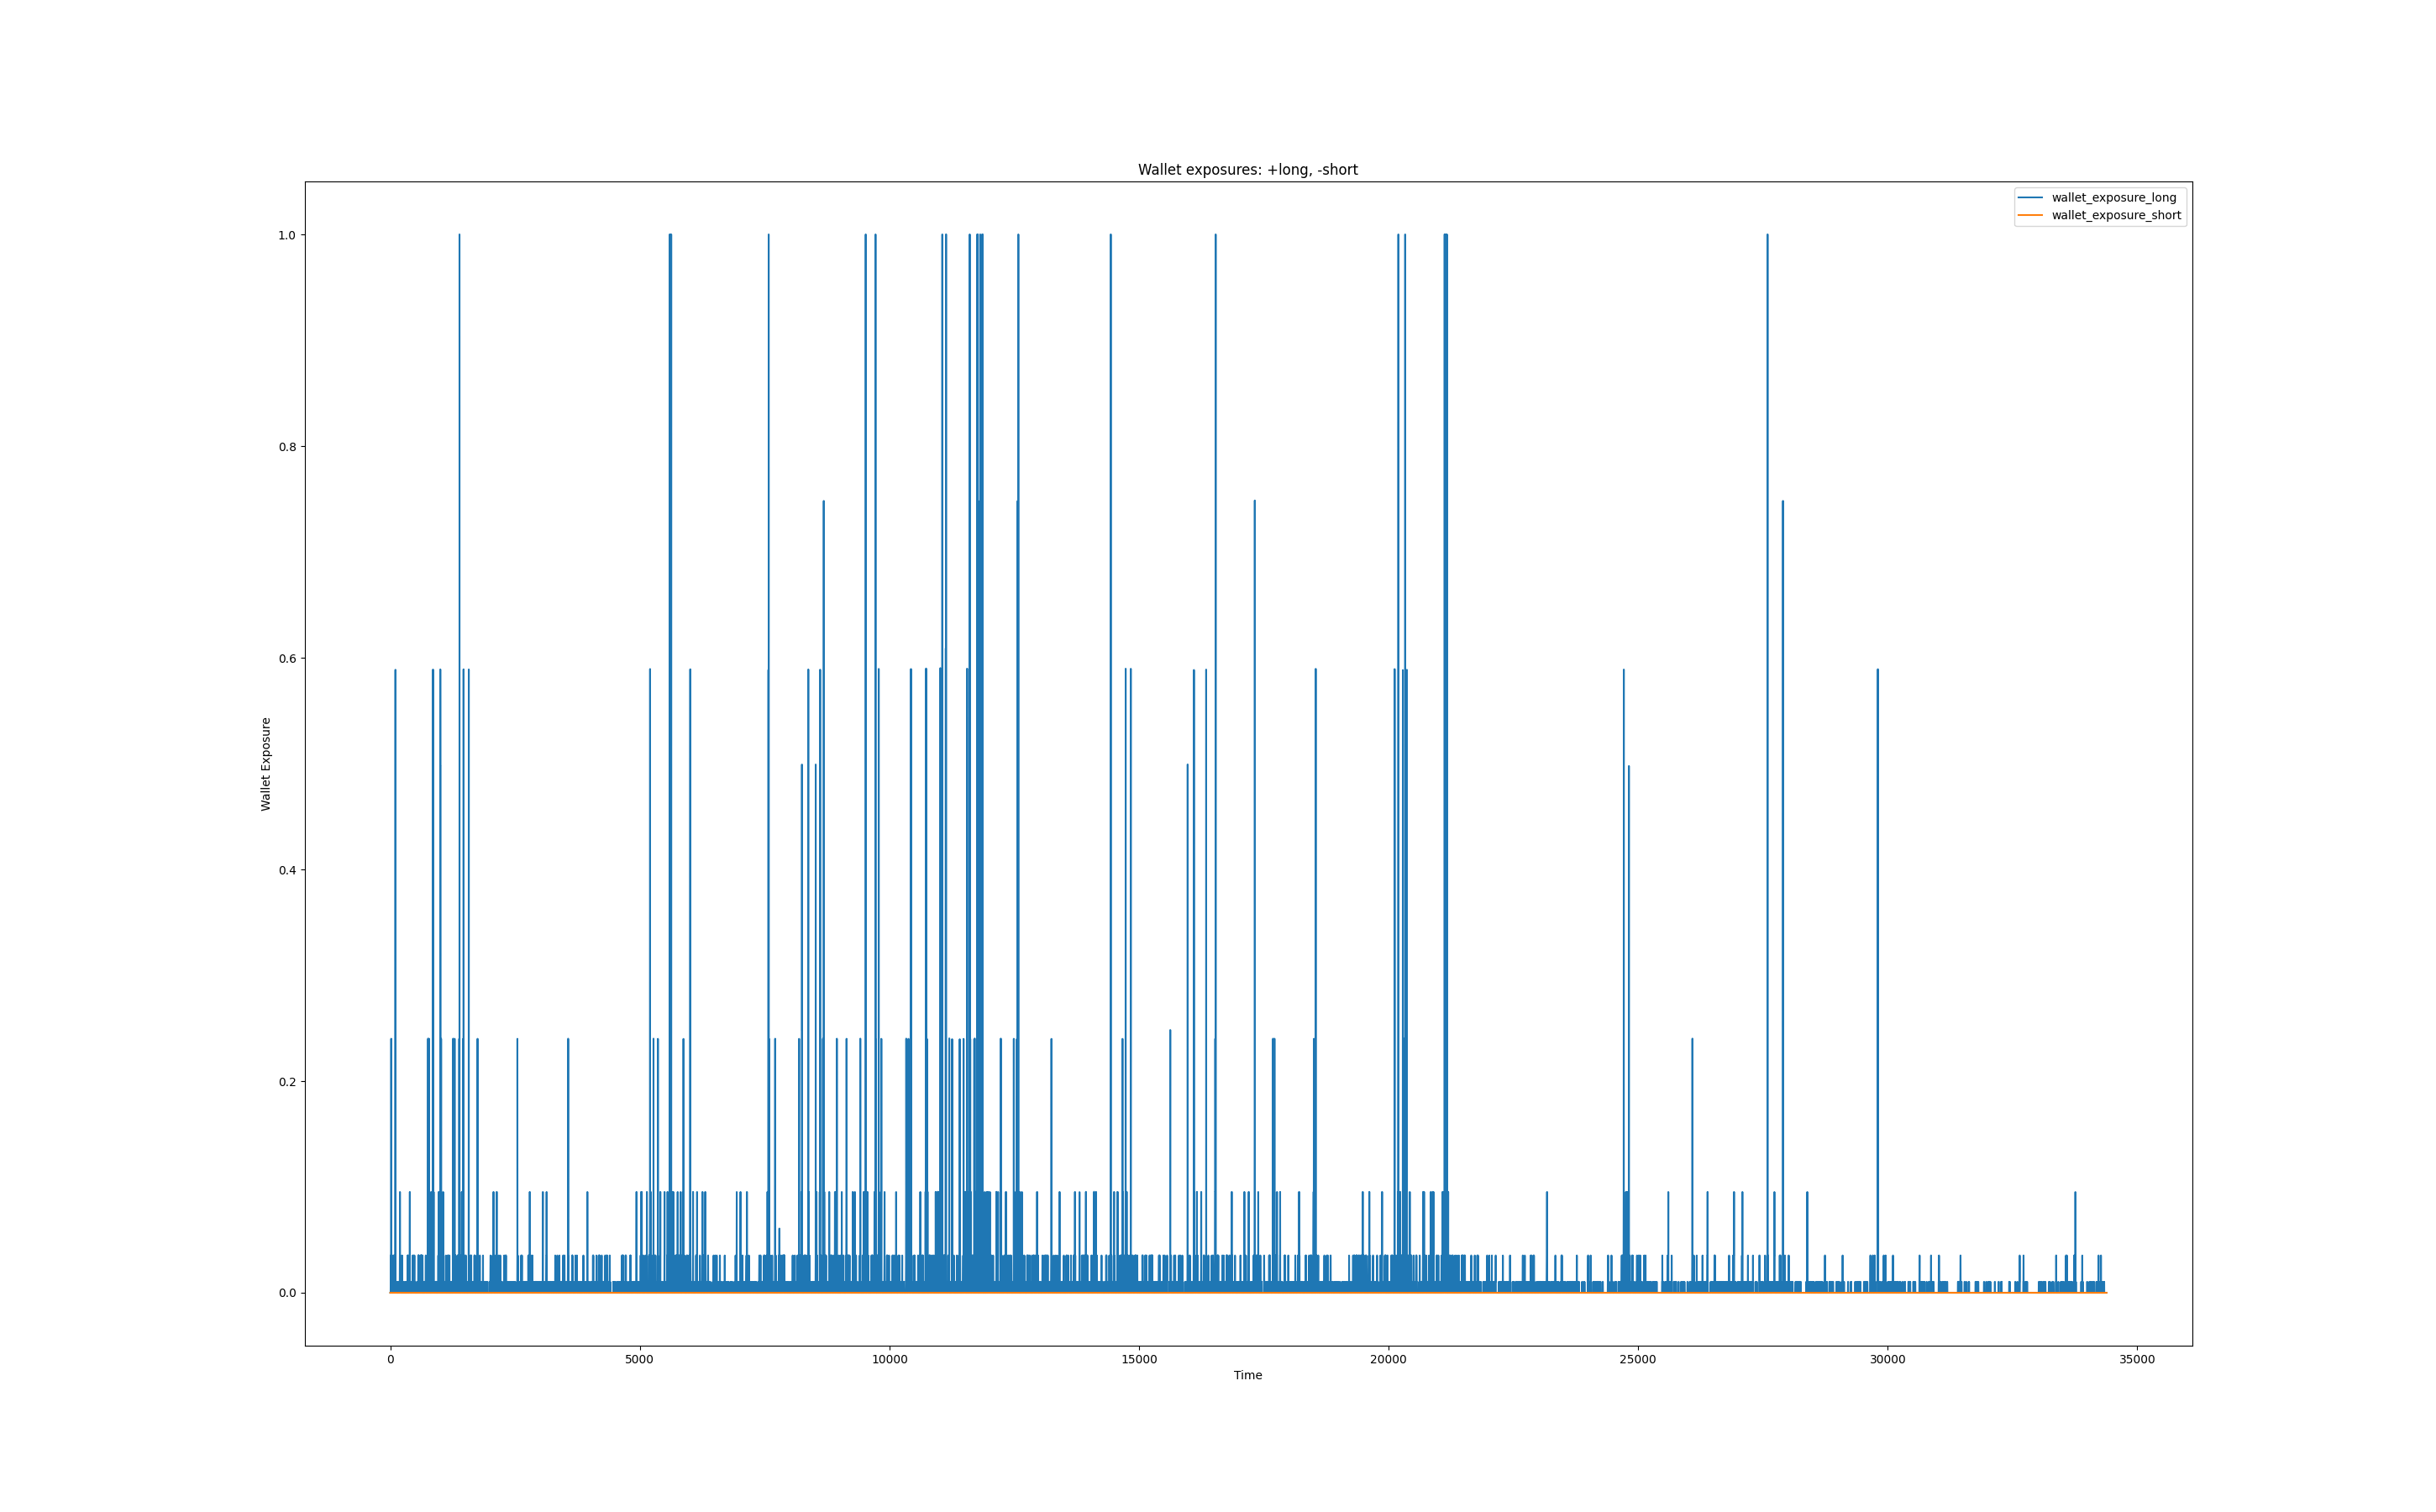 Wallet exposures: +long, -short
wallet_exposure_long
wallet_exposure_short
1.0
0.8
0.6
0.4
0.2
0.0
Wallet Exposure
0 5000 10000 15000 20000 25000 30000 35000
Time